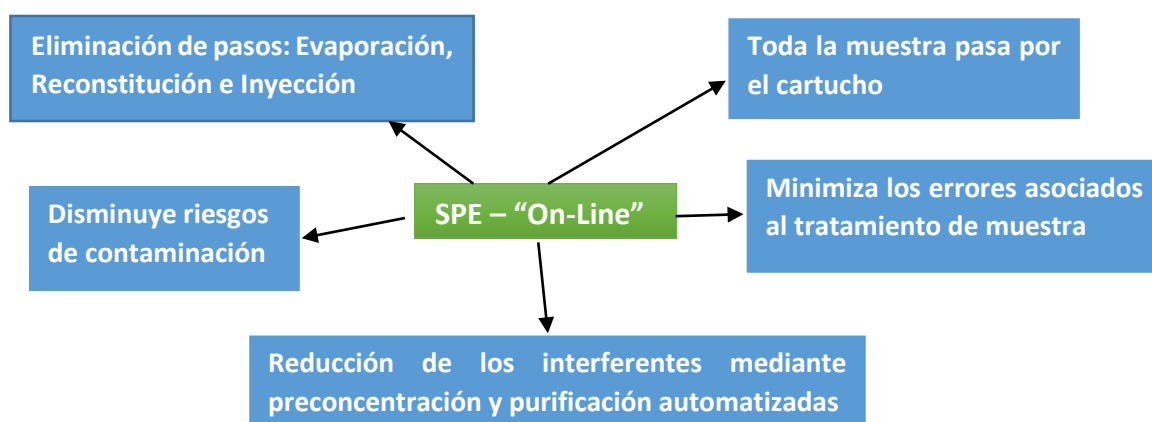 Eliminación de pasos: Evaporación,
Reconstitución e Inyección
Toda la muestra pasa por
el cartucho
SPE – “On-Line”
Minimiza los errores asociados
al tratamiento de muestra
Disminuye riesgos
de contaminación
Reducción de los interferentes mediante
preconcentración y purificación automatizadas